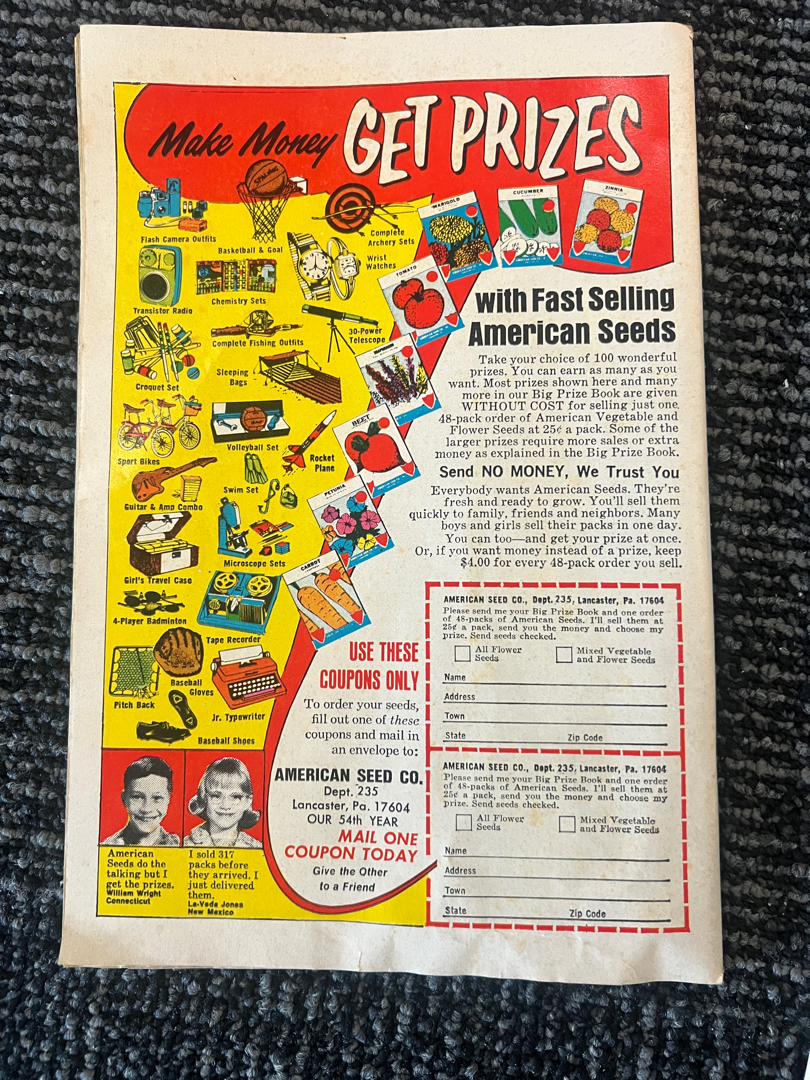 Make Money GET PRIZES
SPALDING
Flash Camera Outfits
Basketball & Goal
Complete
Archery Sets
Wrist
Watches
Transistor Radio
Chemistry Sets
Complete Fishing Outfits
30-Power
Telescope
Croquet Set
Sleeping
Bags
Sport Bikes
Volleyball Set
Rocket
Plane
Guitar & Amp Combo
Swim Set
Girl's Travel Case
Microscope Sets
4-Player Badminton
Tape Recorder
Pitch Back
Baseball
Gloves
Jr. Typewriter
Baseball Shoes
MARIGOLD
CUCUMBER
ZINNIA
TOMATO
BEET
PETUNIA
CARROT
with Fast Selling
American Seeds
Take your choice of 100 wonderful
prizes. You can earn as many as you
want. Most prizes shown here and many
more in our Big Prize Book are given
WITHOUT COST for selling just one
48-pack order of American Vegetable and
Flower Seeds at 25¢ a pack. Some of the
larger prizes require more sales or extra
money as explained in the Big Prize Book.
Send NO MONEY, We Trust You
Everybody wants American Seeds. They're
fresh and ready to grow. You'll sell them
quickly to family, friends and neighbors. Many
boys and girls sell their packs in one day.
You can too—and get your prize at once.
Or, if you want money instead of a prize, keep
$4.00 for every 48-pack order you sell.
USE THESE
COUPONS ONLY
To order your seeds,
fill out one of these
coupons and mail in
an envelope to:
AMERICAN SEED CO.
Dept. 235
Lancaster, Pa. 17604
OUR 54th YEAR
MAIL ONE
COUPON TODAY
Give the Other
to a Friend
American
Seeds do the
talking but I
get the prizes.
William Wright
Connecticut
I sold 317
packs before
they arrived. I
just delivered
them.
La-Veda Jones
New Mexico
AMERICAN SEED CO., Dept. 235, Lancaster, Pa. 17604
Please send me your Big Prize Book and one order
of 48-packs of American Seeds. I'll sell them at
25¢ a pack, send you the money and choose my
prize. Send seeds checked.
All Flower
Seeds
Mixed Vegetable
and Flower Seeds
Name
Address
Town
State Zip Code
AMERICAN SEED CO., Dept. 235, Lancaster, Pa. 17604
Please send me your Big Prize Book and one order
of 48-packs of American Seeds. I'll sell them at
25¢ a pack, send you the money and choose my
prize. Send seeds checked.
All Flower
Seeds
Mixed Vegetable
and Flower Seeds
Name
Address
Town
State Zip Code